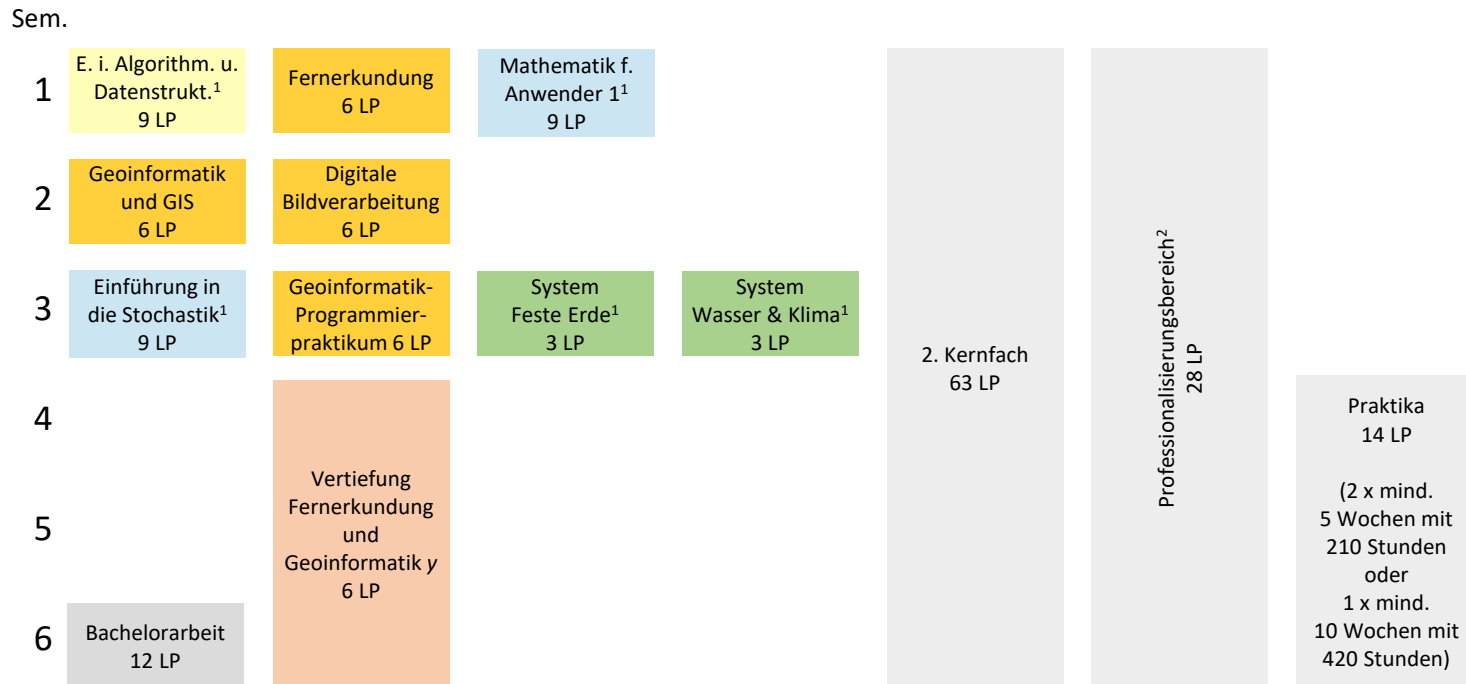 Sem.
1
E. i. Algorithm. u.
Datenstrukt.¹
9 LP
Fernerkundung
6 LP
Mathematik f.
Anwender 1¹
9 LP
2
Geoinformatik
und GIS
6 LP
Digitale
Bildverarbeitung
6 LP
3
Einführung in
die Stochastik¹
9 LP
Geoinformatik-
Programmier-
praktikum 6 LP
System
Feste Erde¹
3 LP
System
Wasser & Klima¹
3 LP
4
5
6
Vertiefung
Fernerkundung
und
Geoinformatik y
6 LP
Bachelorarbeit
12 LP
2. Kernfach
63 LP
Professionalisierungsbereich²
28 LP
Praktika
14 LP
(2 x mind.
5 Wochen mit
210 Stunden
oder
1 x mind.
10 Wochen mit
420 Stunden)